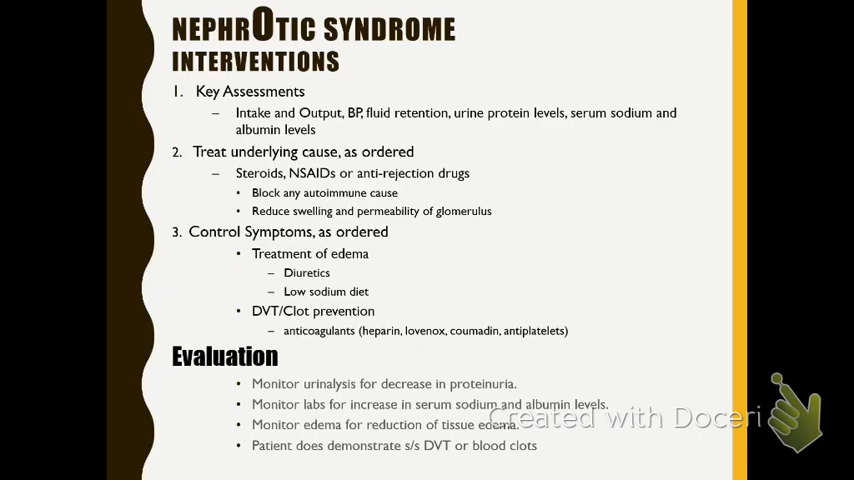 NEPHROTIC SYNDROME
INTERVENTIONS
1. Key Assessments
– Intake and Output, BP, fluid retention, urine protein levels, serum sodium and
albumin levels
2. Treat underlying cause, as ordered
– Steroids, NSAIDs or anti-rejection drugs
• Block any autoimmune cause
• Reduce swelling and permeability of glomerulus
3. Control Symptoms, as ordered
• Treatment of edema
– Diuretics
– Low sodium diet
• DVT/Clot prevention
– anticoagulants (heparin, lovenox, coumadin, antiplatelets)
Evaluation
• Monitor urinalysis for decrease in proteinuria.
• Monitor labs for increase in serum sodium and albumin levels.
Created with Doceri
• Monitor edema for reduction of tissue edema.
• Patient does demonstrate s/s DVT or blood clots